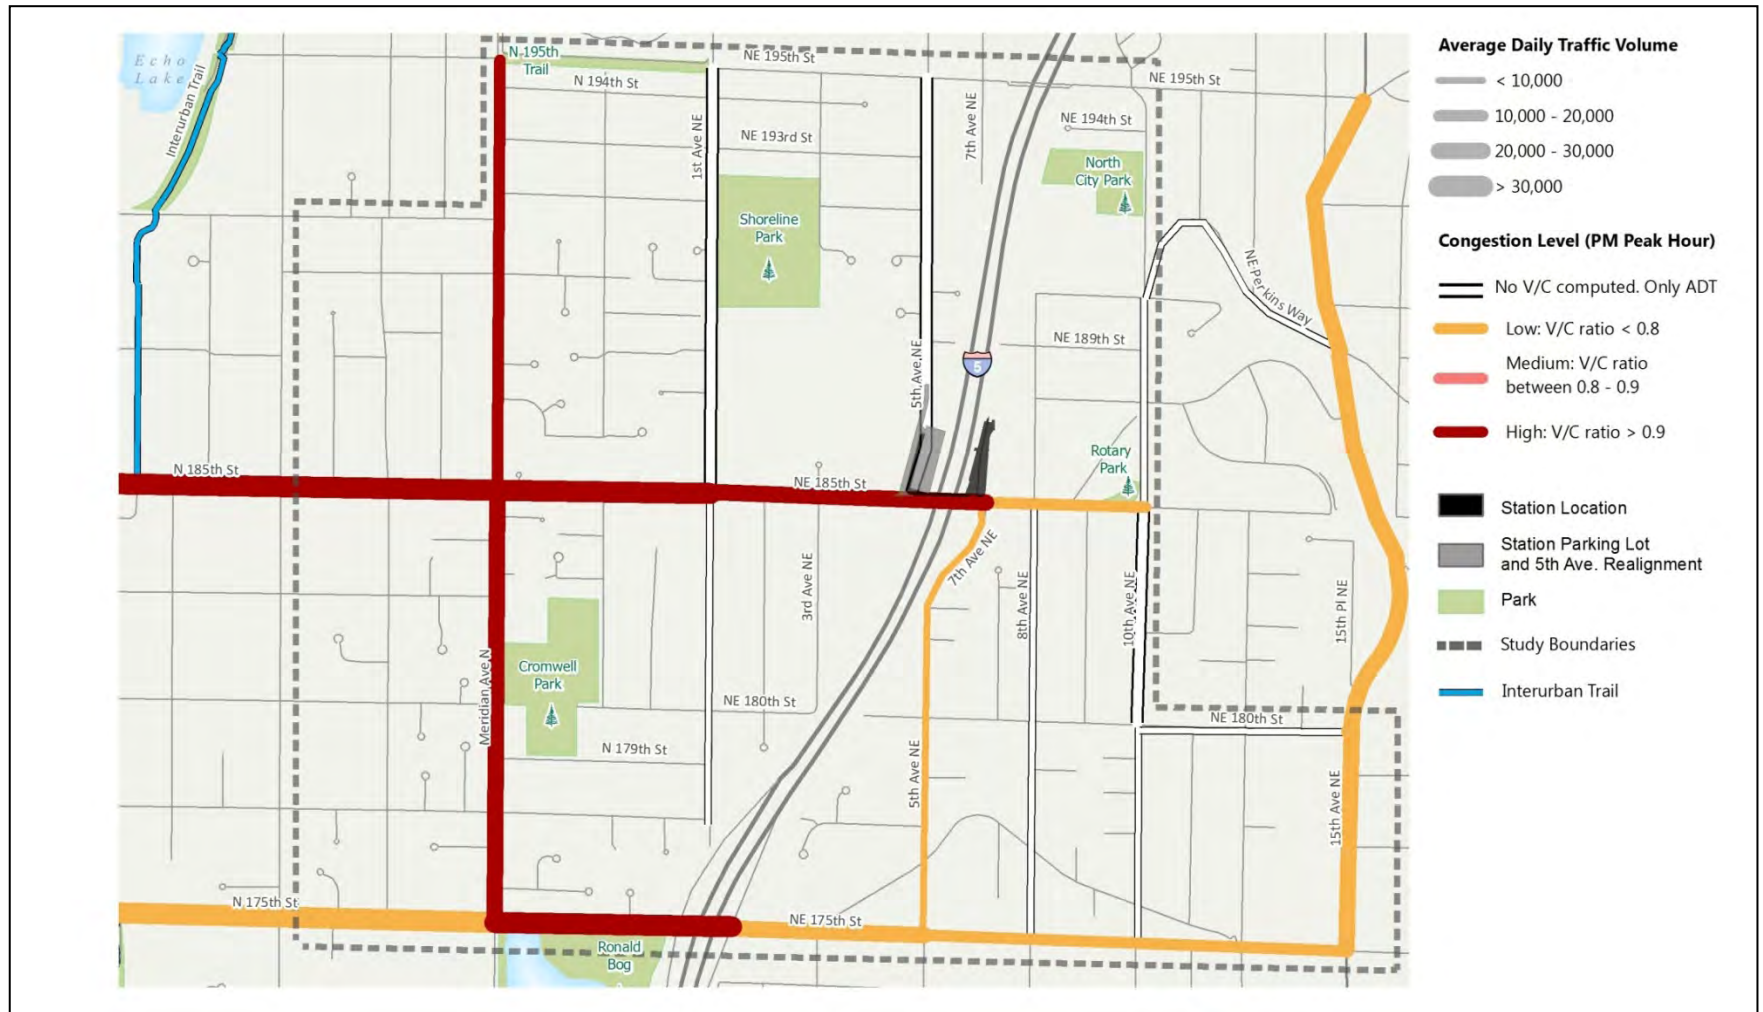 Echo
Lake
Interurban Trail
N 195th
Trail
N 194th St
NE 195th St
NE 195th St
1st Ave NE
NE 193rd St
7th Ave NE
NE 194th St
North
City Park
Shoreline
Park
NE Perkins Way
NE 189th St
5
5th Ave NE
Rotary
Park
N 185th St
NE 185th St
7th Ave NE
3rd Ave NE
8th Ave NE
10th Ave NE
15th Pl NE
Meridian Ave N
Cromwell
Park
NE 180th St
NE 180th St
N 179th St
5th Ave NE
15th Ave NE
N 175th St
NE 175th St
Ronald
Bog
Average Daily Traffic Volume
< 10,000
10,000 - 20,000
20,000 - 30,000
> 30,000
Congestion Level (PM Peak Hour)
No V/C computed. Only ADT
Low: V/C ratio < 0.8
Medium: V/C ratio
between 0.8 - 0.9
High: V/C ratio > 0.9
Station Location
Station Parking Lot
and 5th Ave. Realignment
Park
Study Boundaries
Interurban Trail